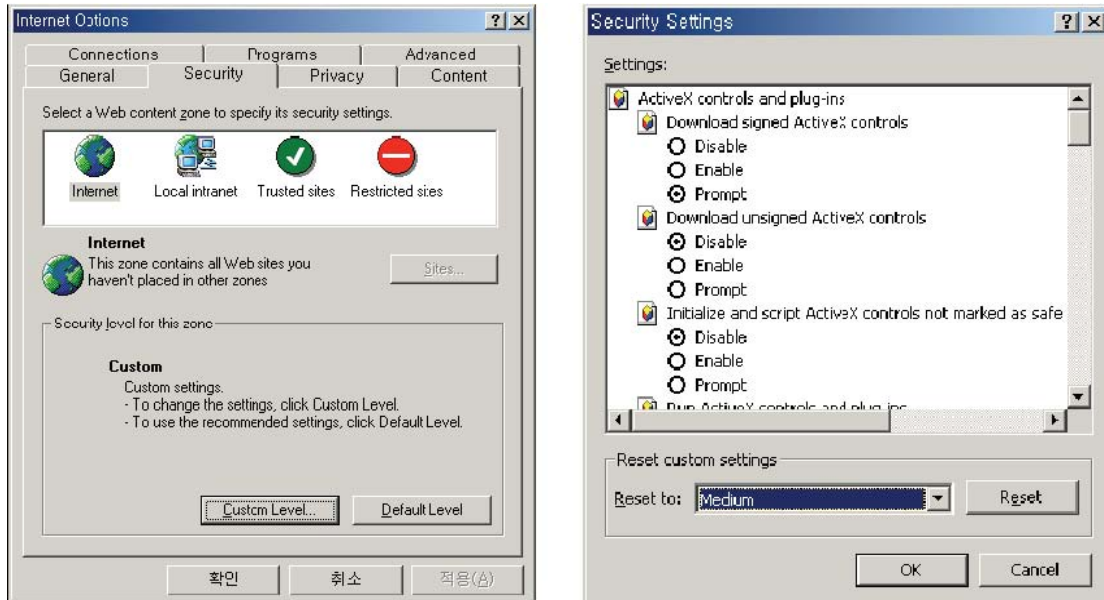 Internet Options
Connections Programs Advanced
General Security Privacy Content
Select a Web content zone to specify its security settings.
Internet Local intranet Trusted sites Restricted sites
Internet
This zone contains all Web sites you
haven't placed in other zones
Sites...
Security level for this zone
Custom
Custom settings.
- To change the settings, click Custom Level.
- To use the recommended settings, click Default Level.
Custom Level... Default Level
확인 취소 적용(A)
Security Settings
Settings:
ActiveX controls and plug-ins
Download signed ActiveX controls
Disable
Enable
Prompt
Download unsigned ActiveX controls
Disable
Enable
Prompt
Initialize and script ActiveX controls not marked as safe
Disable
Enable
Prompt
Run ActiveX controls and plug-ins
Reset custom settings
Reset to: Medium Reset
OK Cancel